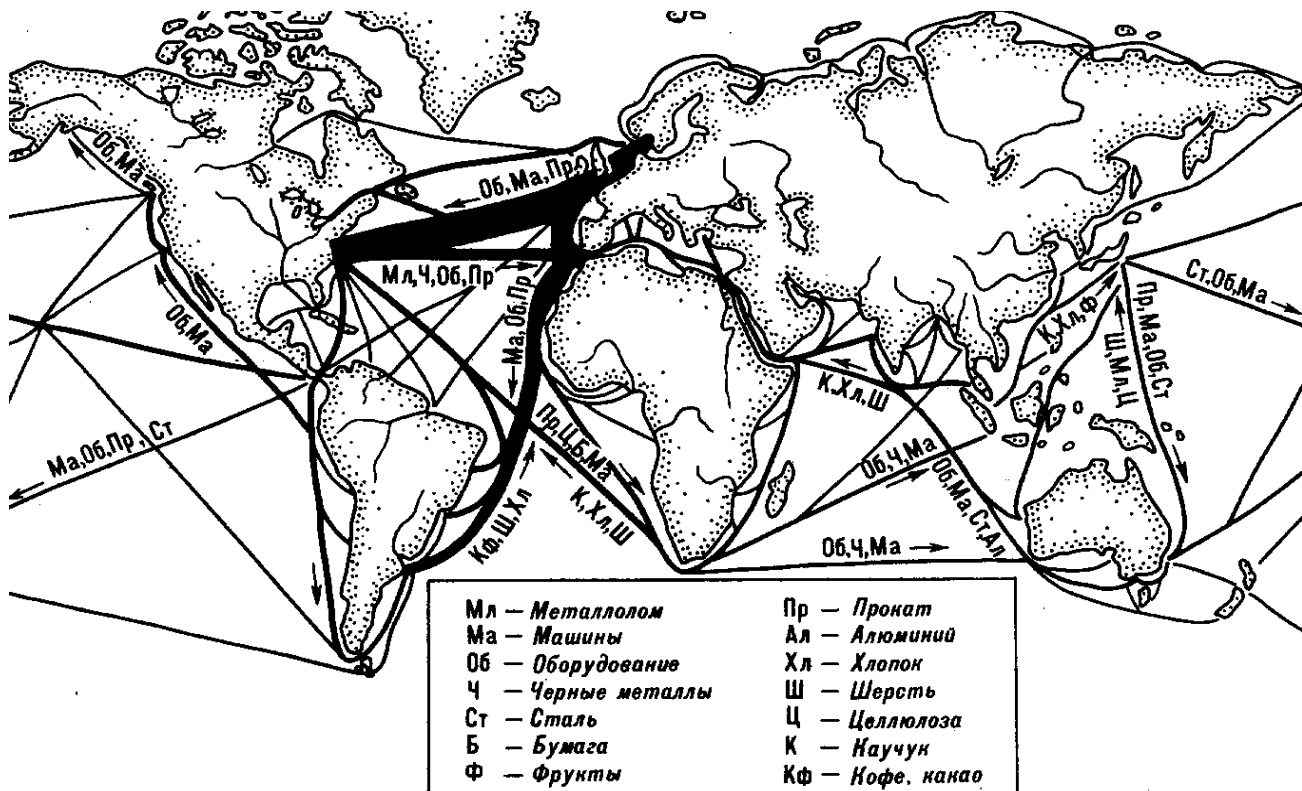 Об,Ма
Об,Ма,Пр
Мл,Ч,Об,Пр
Об,Ма
Ма,Об,Пр
Ст,Об,Ма
К,Хл,Ф
Пр,Ма,Об,Ст
Ш,Мл,Ц
К,Хл,Ш
Ма,Об,Пр,Ст
Пр,Ц,Б,Ма
Об,Ч,Ма
Кф,Ш,Хл
К,Хл,Ш
Об,Ма,Ст,Ал
Об,Ч,Ма
Мл — Металлолом
Ма — Машины
Об — Оборудование
Ч — Черные металлы
Ст — Сталь
Б — Бумага
Ф — Фрукты
Пр — Прокат
Ал — Алюминий
Хл — Хлопок
Ш — Шерсть
Ц — Целлюлоза
К — Каучук
Кф — Кофе, какао